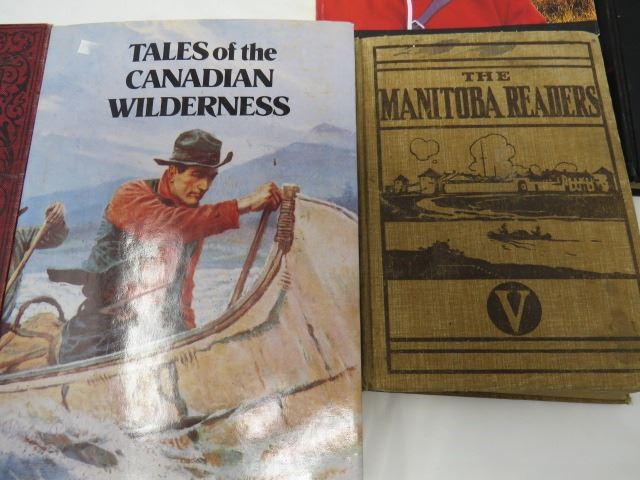 TALES of the
CANADIAN
WILDERNESS
THE
MANITOBA READERS
V